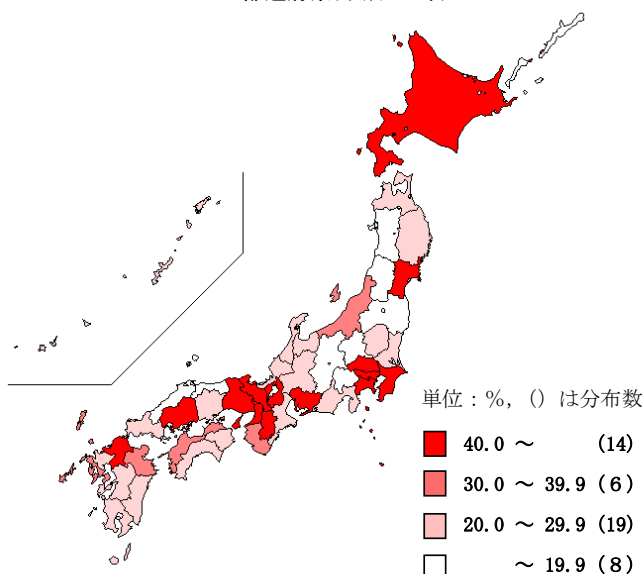 単位：%，()は分布数
40.0 ～ (14)
30.0 ～ 39.9 (6)
20.0 ～ 29.9 (19)
～ 19.9 (8)